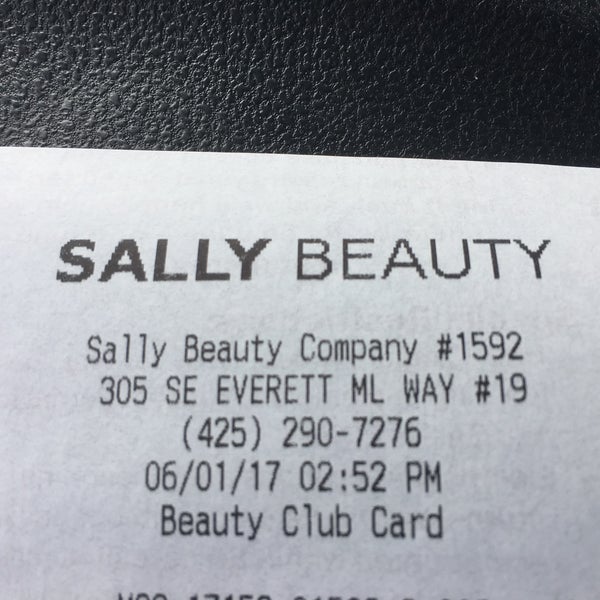 SALLY BEAUTY
Sally Beauty Company #1592
305 SE EVERETT ML WAY #19
(425) 290-7276
06/01/17 02:52 PM
Beauty Club Card